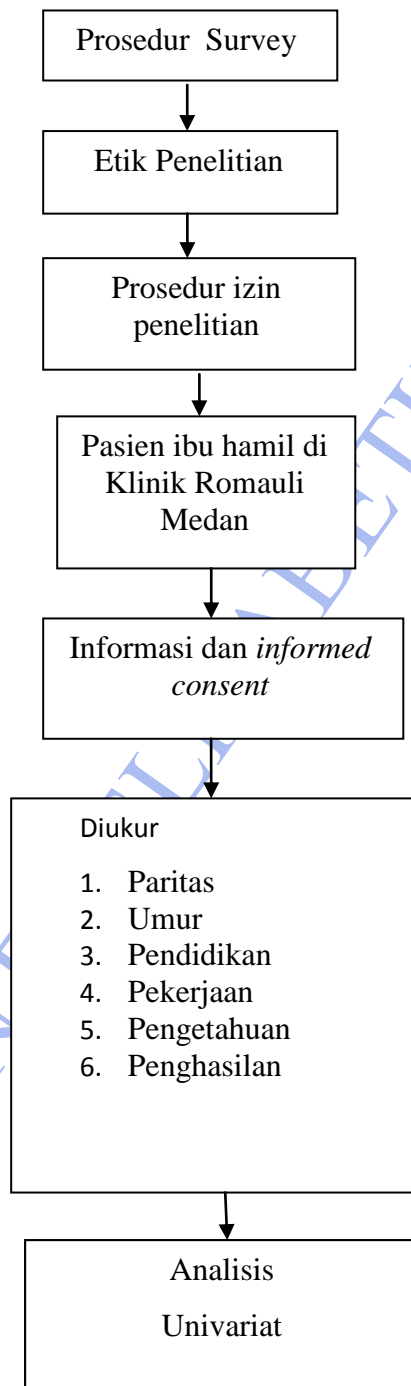 Prosedur Survey
Etik Penelitian
Prosedur izin
penelitian
Pasien ibu hamil di
Klinik Romauli
Medan
Informasi dan informed
consent
Diukur
1. Paritas
2. Umur
3. Pendidikan
4. Pekerjaan
5. Pengetahuan
6. Penghasilan
Analisis
Univariat